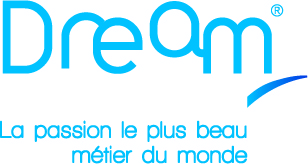 Dream®
La passion le plus beau
métier du monde